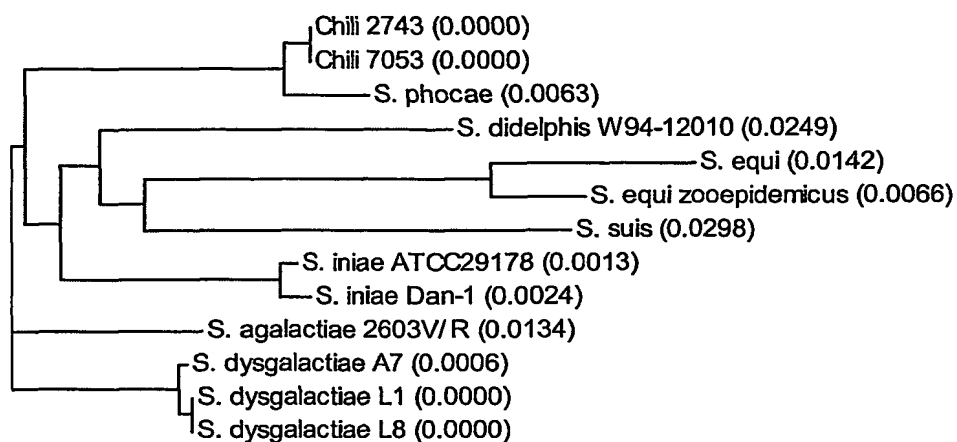 Chili 2743 (0.0000)
Chili 7053 (0.0000)
S. phocae (0.0063)
S. didelphis W94-12010 (0.0249)
S. equi (0.0142)
S. equi zooepidemicus (0.0066)
S. suis (0.0298)
S. iniae ATCC29178 (0.0013)
S. iniae Dan-1 (0.0024)
S. agalactiae 2603V/R (0.0134)
S. dysgalactiae A7 (0.0006)
S. dysgalactiae L1 (0.0000)
S. dysgalactiae L8 (0.0000)